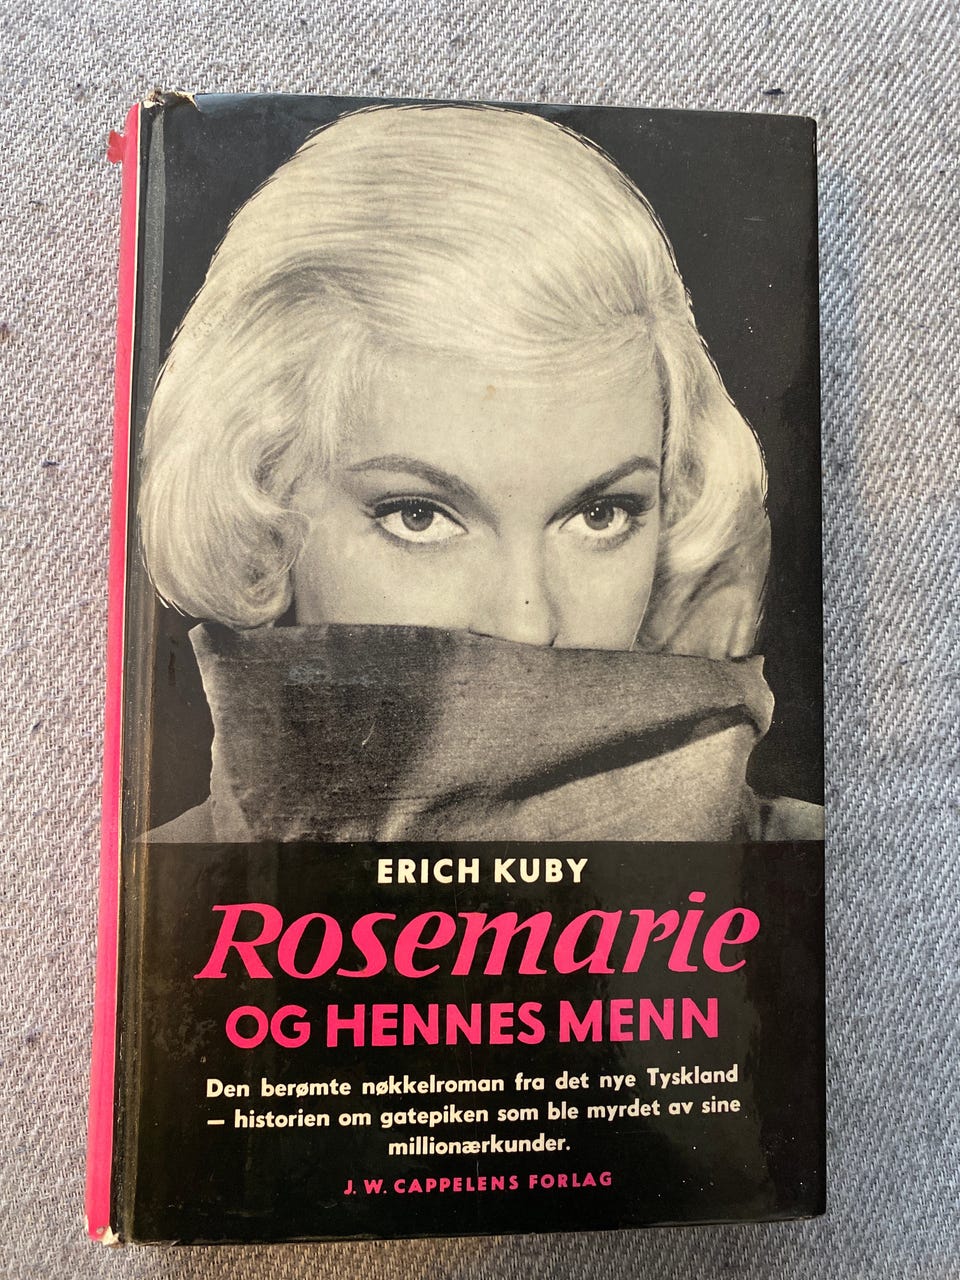 ERICH KUBY
Rosemarie
OG HENNES MENN
Den berømte nøkkelroman fra det nye Tyskland
— historien om gatepiken som ble myrdet av sine
millionærkunder.
J. W. CAPPELENS FORLAG